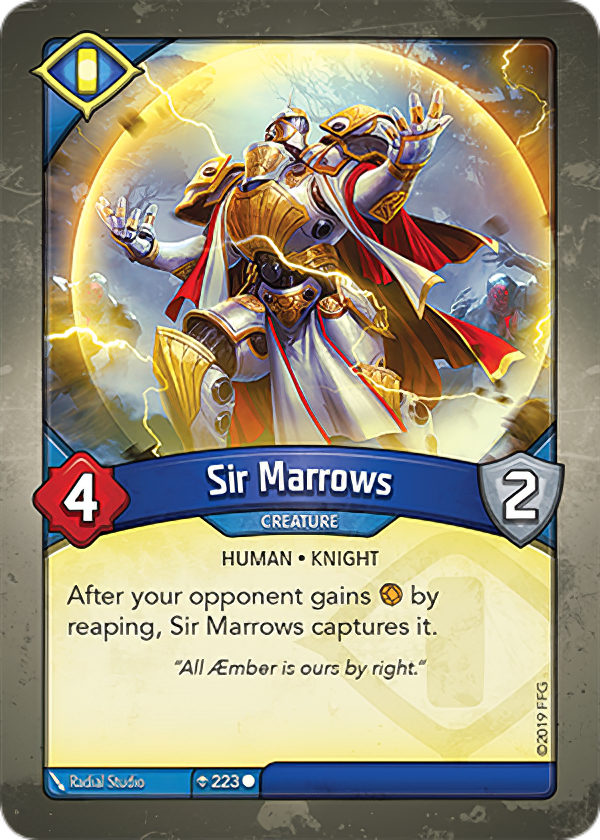 Sir Marrows
4
2
CREATURE
HUMAN • KNIGHT
After your opponent gains by
reaping, Sir Marrows captures it.
"All Æmber is ours by right."
©2019 FFG
Radial Studio
223